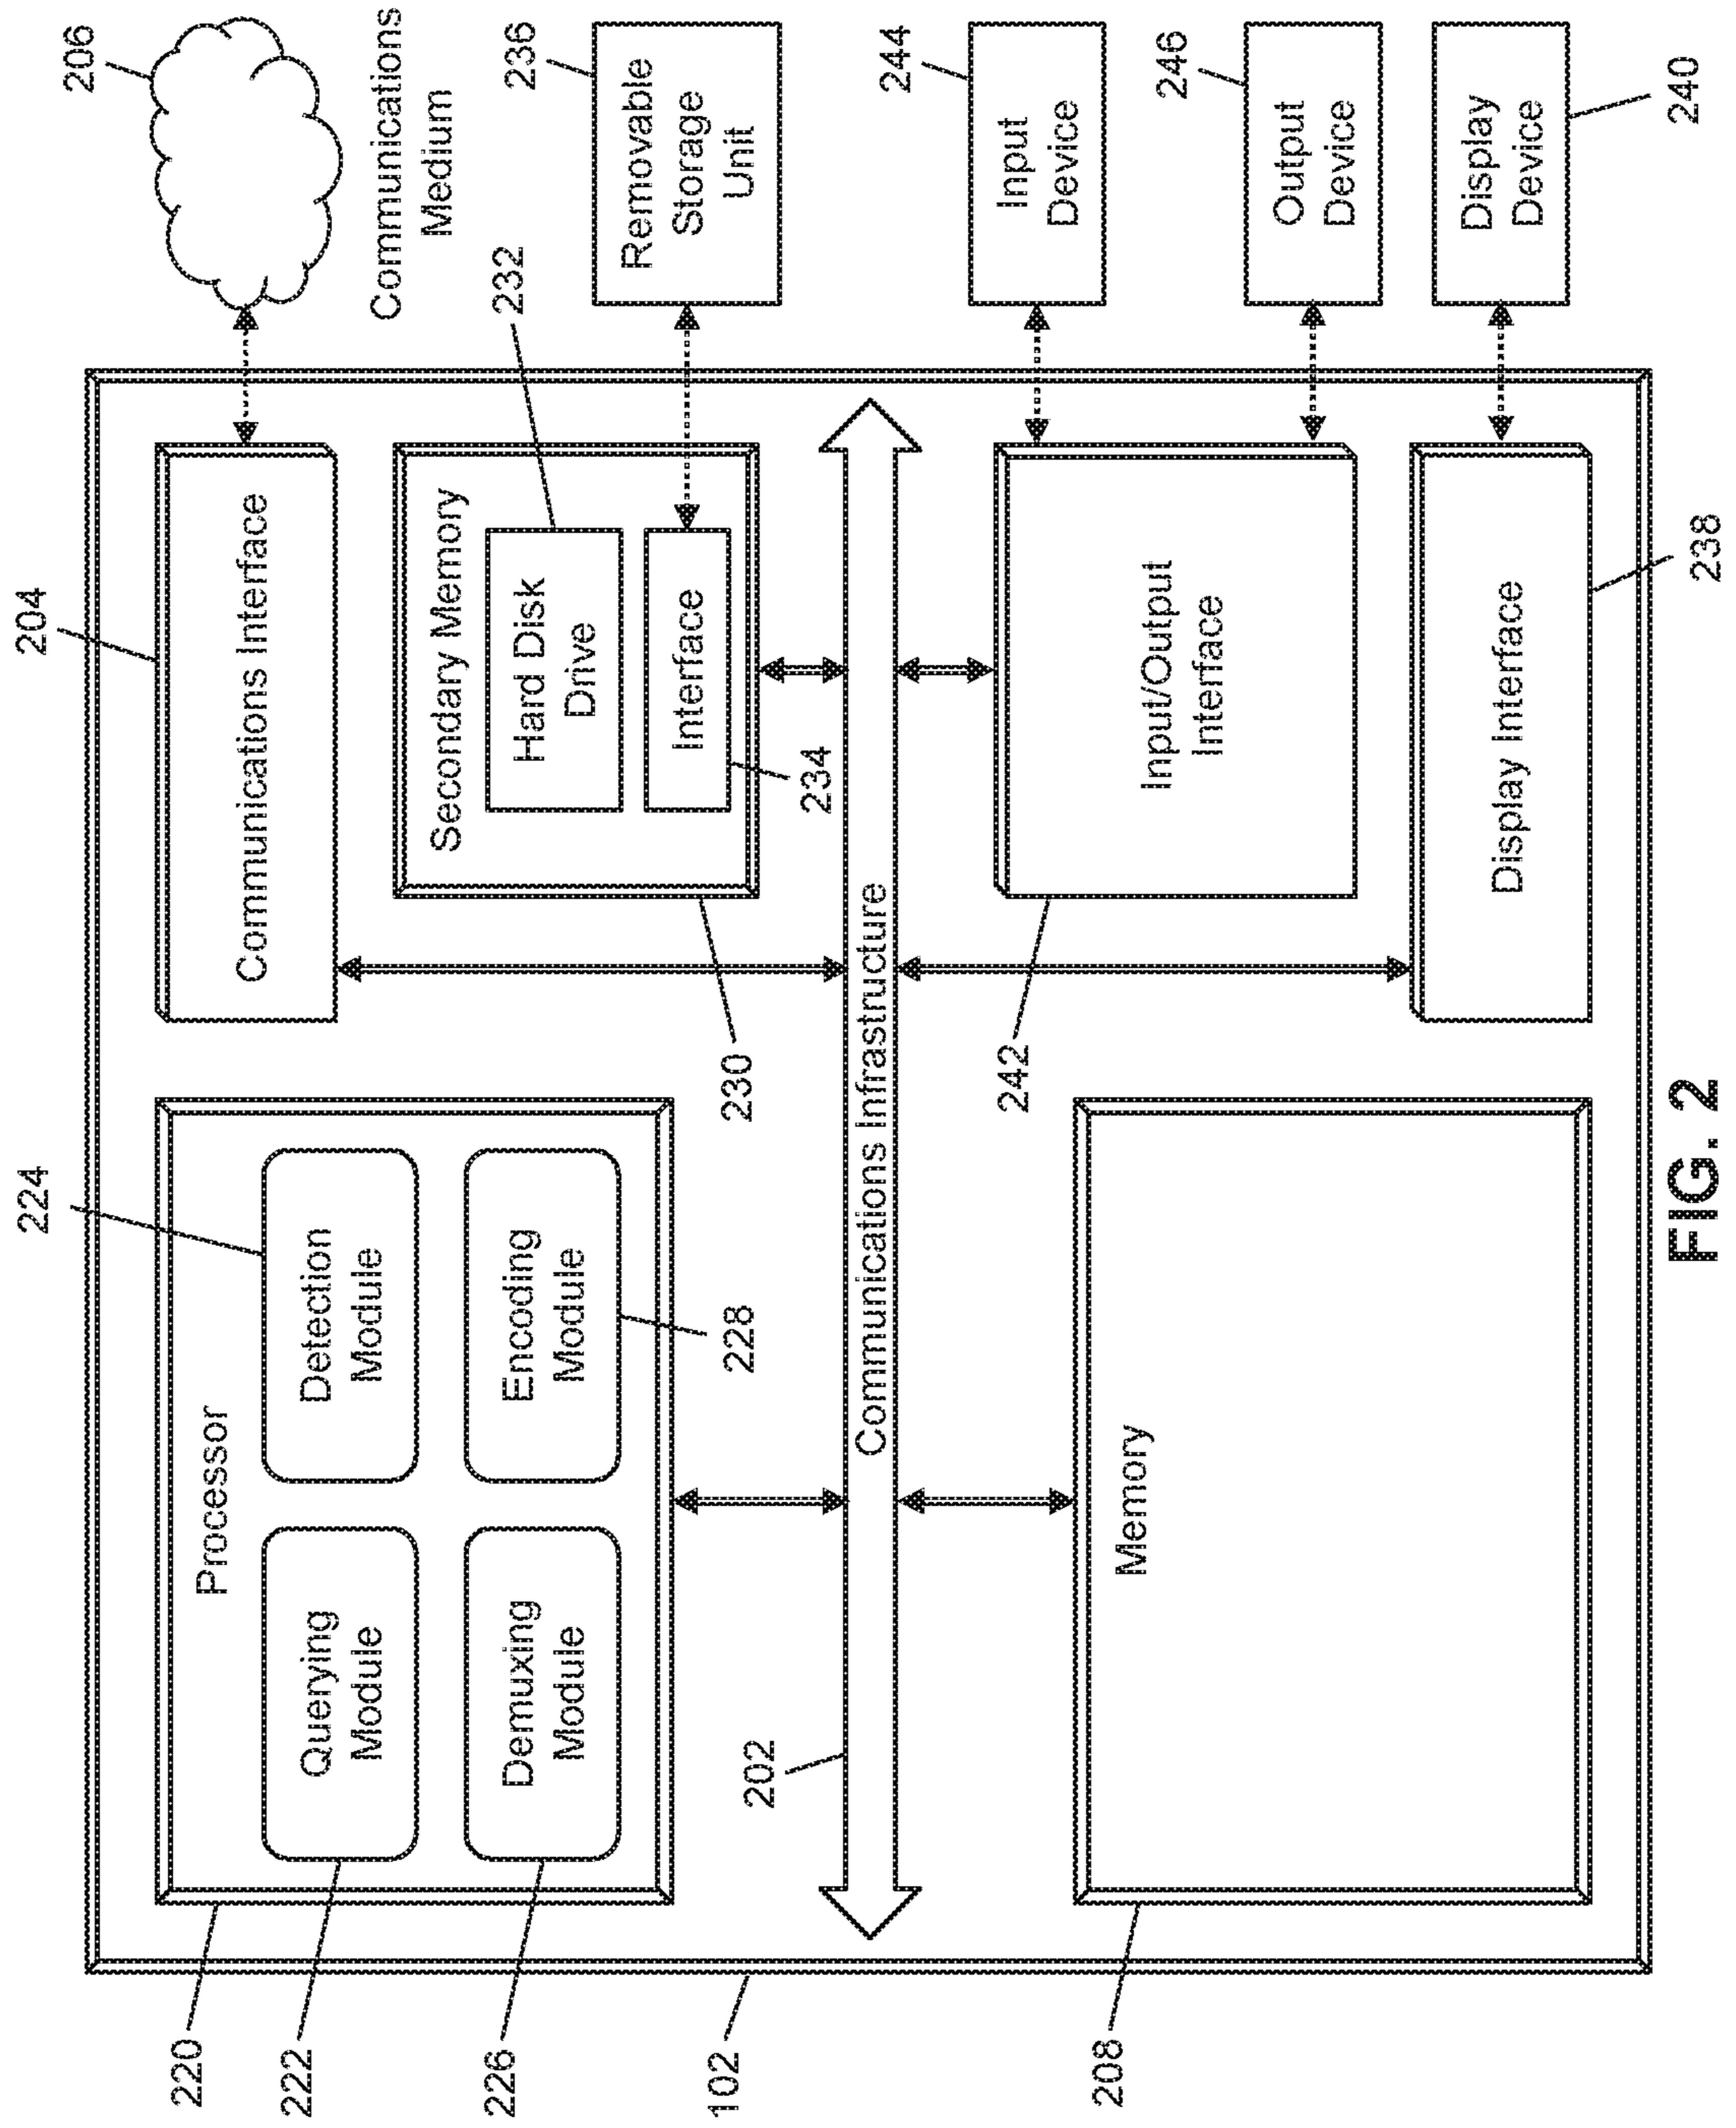 220
222
226
102
208
Processor
Querying
Module
Detection
Module
Demuxing
Module
Encoding
Module
224
228
202
Communications Infrastructure
Memory
204
Communications Interface
Secondary Memory
Hard Disk
Drive
Interface
232
234
230
242
Input/Output
Interface
Display Interface
238
206
Communications
Medium
236
Removable
Storage
Unit
244
Input
Device
246
Output
Device
Display
Device
240
FIG. 2